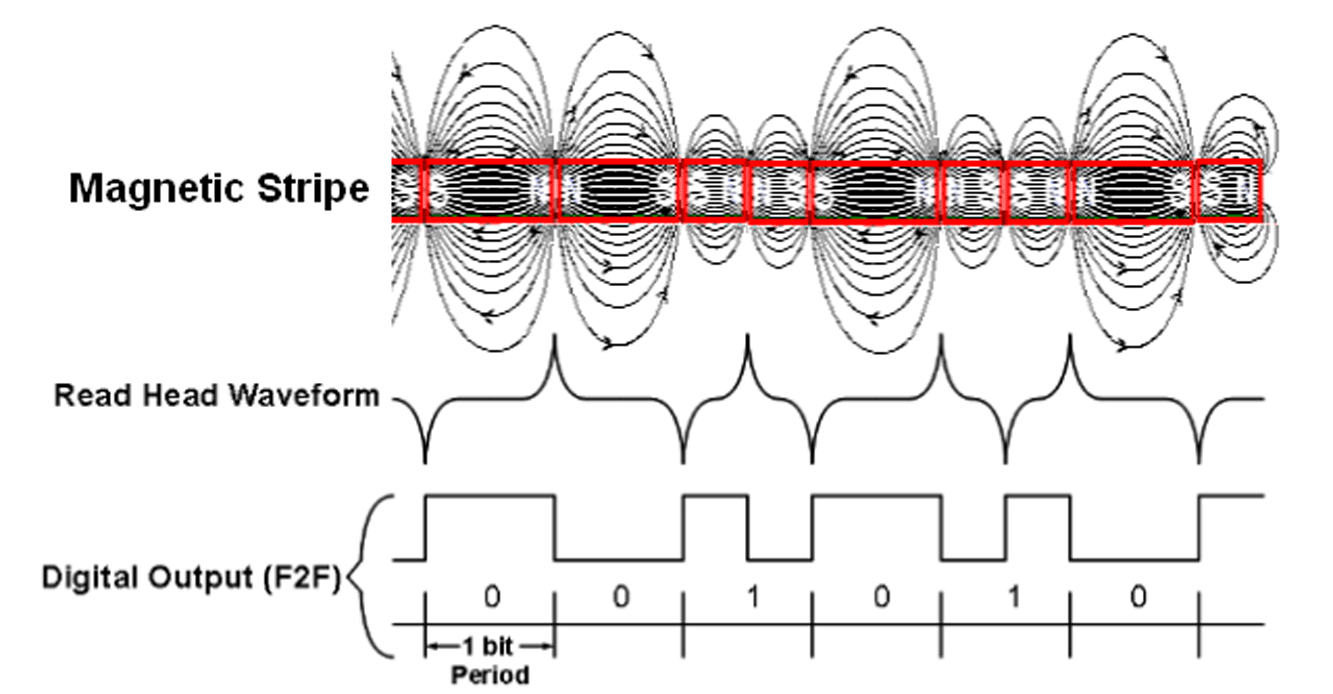 Magnetic Stripe
S S N N S S N N S S N N S S N N S S N
Read Head Waveform
Digital Output (F2F)
0 0 1 0 1 0
1 bit
Period